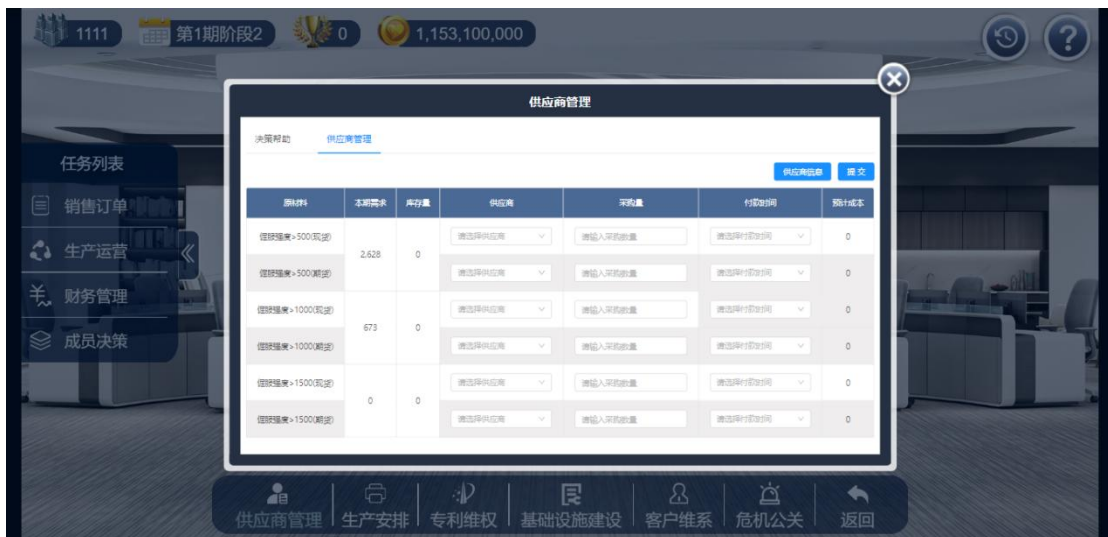 1111 第1期阶段2 0 1,153,100,000
供应商管理
决策帮助 供应商管理
任务列表
供应商信息 提交
销售订单
原材料 本期需求 库存量 供应商 采购量 付款时间 预计成本
屈服强度>500(现货) 2,628 0 请选择供应商 请输入采购数量 请选择付款时间 0
生产运营
屈服强度>500(期货) 请选择供应商 请输入采购数量 请选择付款时间 0
财务管理
屈服强度>1000(现货) 673 0 请选择供应商 请输入采购数量 请选择付款时间 0
成员决策
屈服强度>1000(期货) 请选择供应商 请输入采购数量 请选择付款时间 0
屈服强度>1500(现货) 0 0 请选择供应商 请输入采购数量 请选择付款时间 0
屈服强度>1500(期货) 请选择供应商 请输入采购数量 请选择付款时间 0
供应商管理 生产安排 专利维权 基础设施建设 客户维系 危机公关 返回